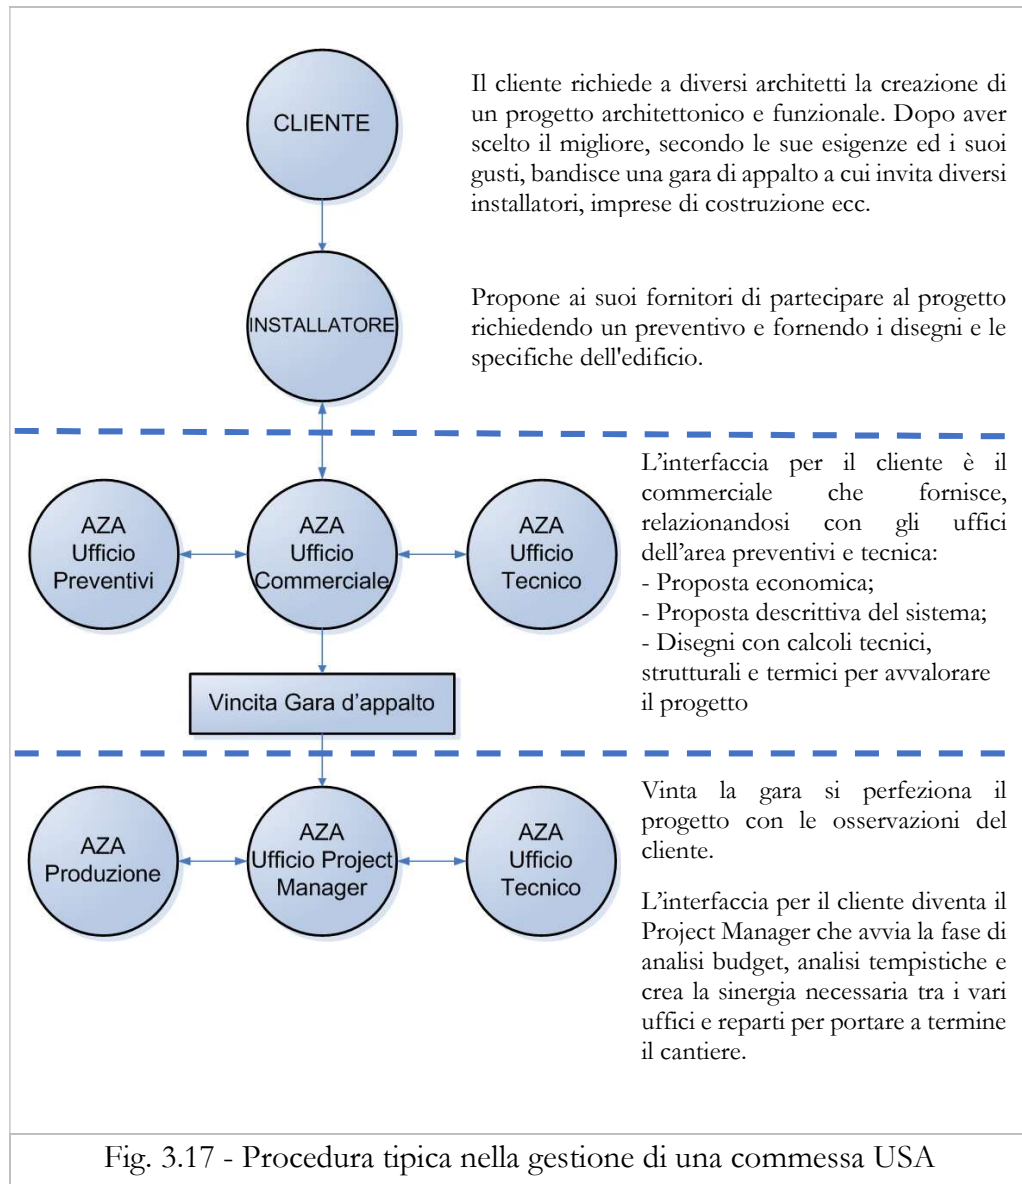 CLIENTE
Il cliente richiede a diversi architetti la creazione di
un progetto architettonico e funzionale. Dopo aver
scelto il migliore, secondo le sue esigenze ed i suoi
gusti, bandisce una gara di appalto a cui invita diversi
installatori, imprese di costruzione ecc.
INSTALLATORE
Propone ai suoi fornitori di partecipare al progetto
richiedendo un preventivo e fornendo i disegni e le
specifiche dell'edificio.
AZA
Ufficio
Preventivi
AZA
Ufficio
Commerciale
AZA
Ufficio
Tecnico
L’interfaccia per il cliente è il
commerciale che fornisce,
relazionandosi con gli uffici
dell’area preventivi e tecnica:
- Proposta economica;
- Proposta descrittiva del sistema;
- Disegni con calcoli tecnici,
strutturali e termici per avvalorare
il progetto
Vincita Gara d’appalto
AZA
Produzione
AZA
Ufficio Project
Manager
AZA
Ufficio
Tecnico
Vinta la gara si perfeziona il
progetto con le osservazioni del
cliente.
L’interfaccia per il cliente diventa il
Project Manager che avvia la fase di
analisi budget, analisi tempistiche e
crea la sinergia necessaria tra i vari
uffici e reparti per portare a termine
il cantiere.
Fig. 3.17 - Procedura tipica nella gestione di una commessa USA